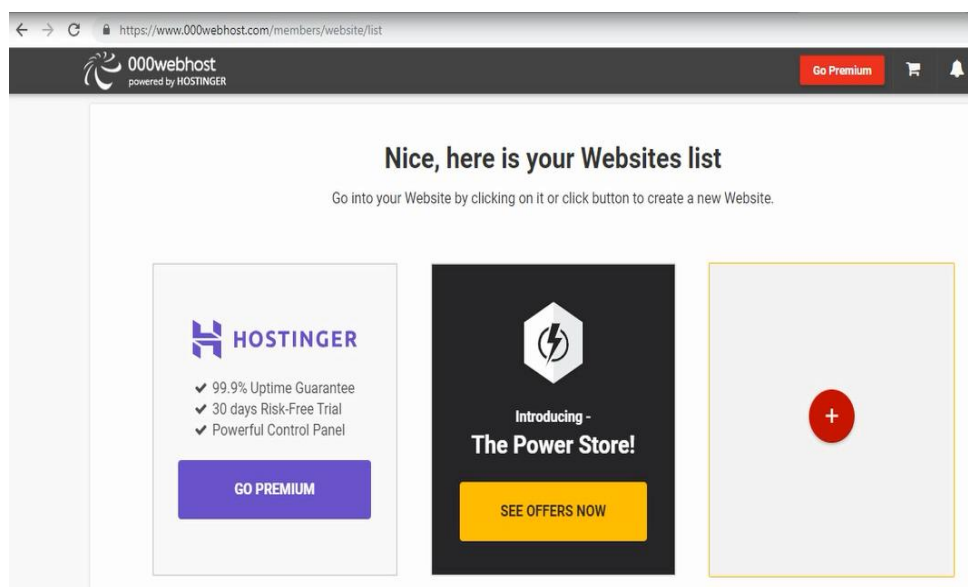 https://www.000webhost.com/members/website/list
000webhost
powered by HOSTINGER
Go Premium
Nice, here is your Websites list
Go into your Website by clicking on it or click button to create a new Website.
HOSTINGER
✔ 99.9% Uptime Guarantee
✔ 30 days Risk-Free Trial
✔ Powerful Control Panel
GO PREMIUM
Introducing -
The Power Store!
SEE OFFERS NOW
+